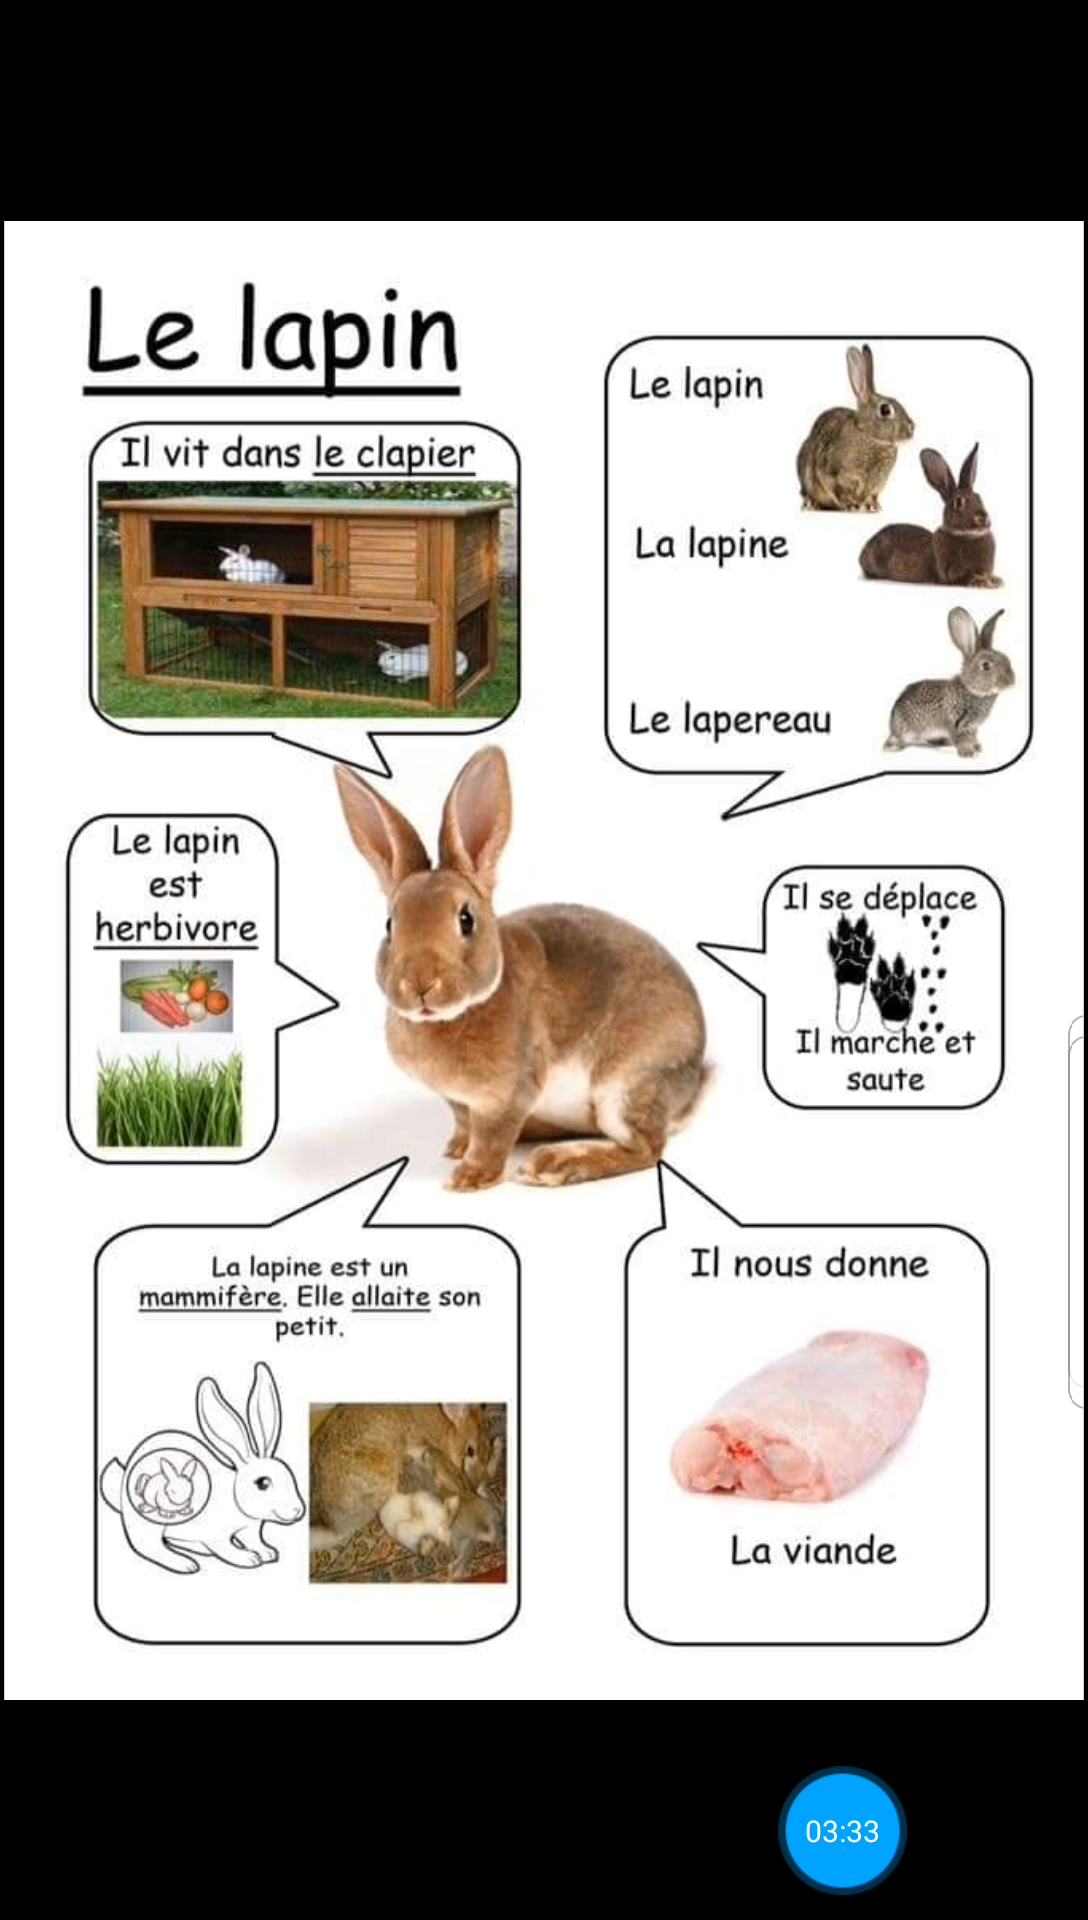 Le lapin
Il vit dans le clapier
Le lapin
La lapine
Le lapereau
Le lapin
est
herbivore
Il se déplace
Il marche et
saute
La lapine est un
mammifère. Elle allaite son
petit.
Il nous donne
La viande
03:33